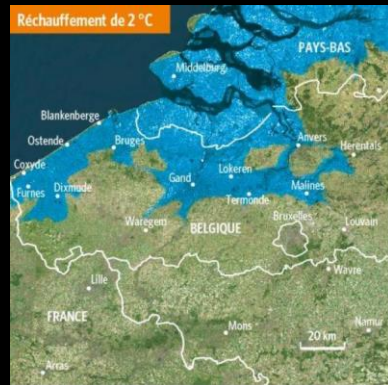 Réchauffement de 2 °C
PAYS-BAS
Middelburg
Blankenberge
Ostende
Bruges
Anvers
Herentals
Coxyde
Furnes
Dixmude
Gand
Lokeren
Termonde
Malines
Waregem
BELGIQUE
Bruxelles
Louvain
Wavre
Lille
FRANCE
Mons
20 km
Namur
Arras